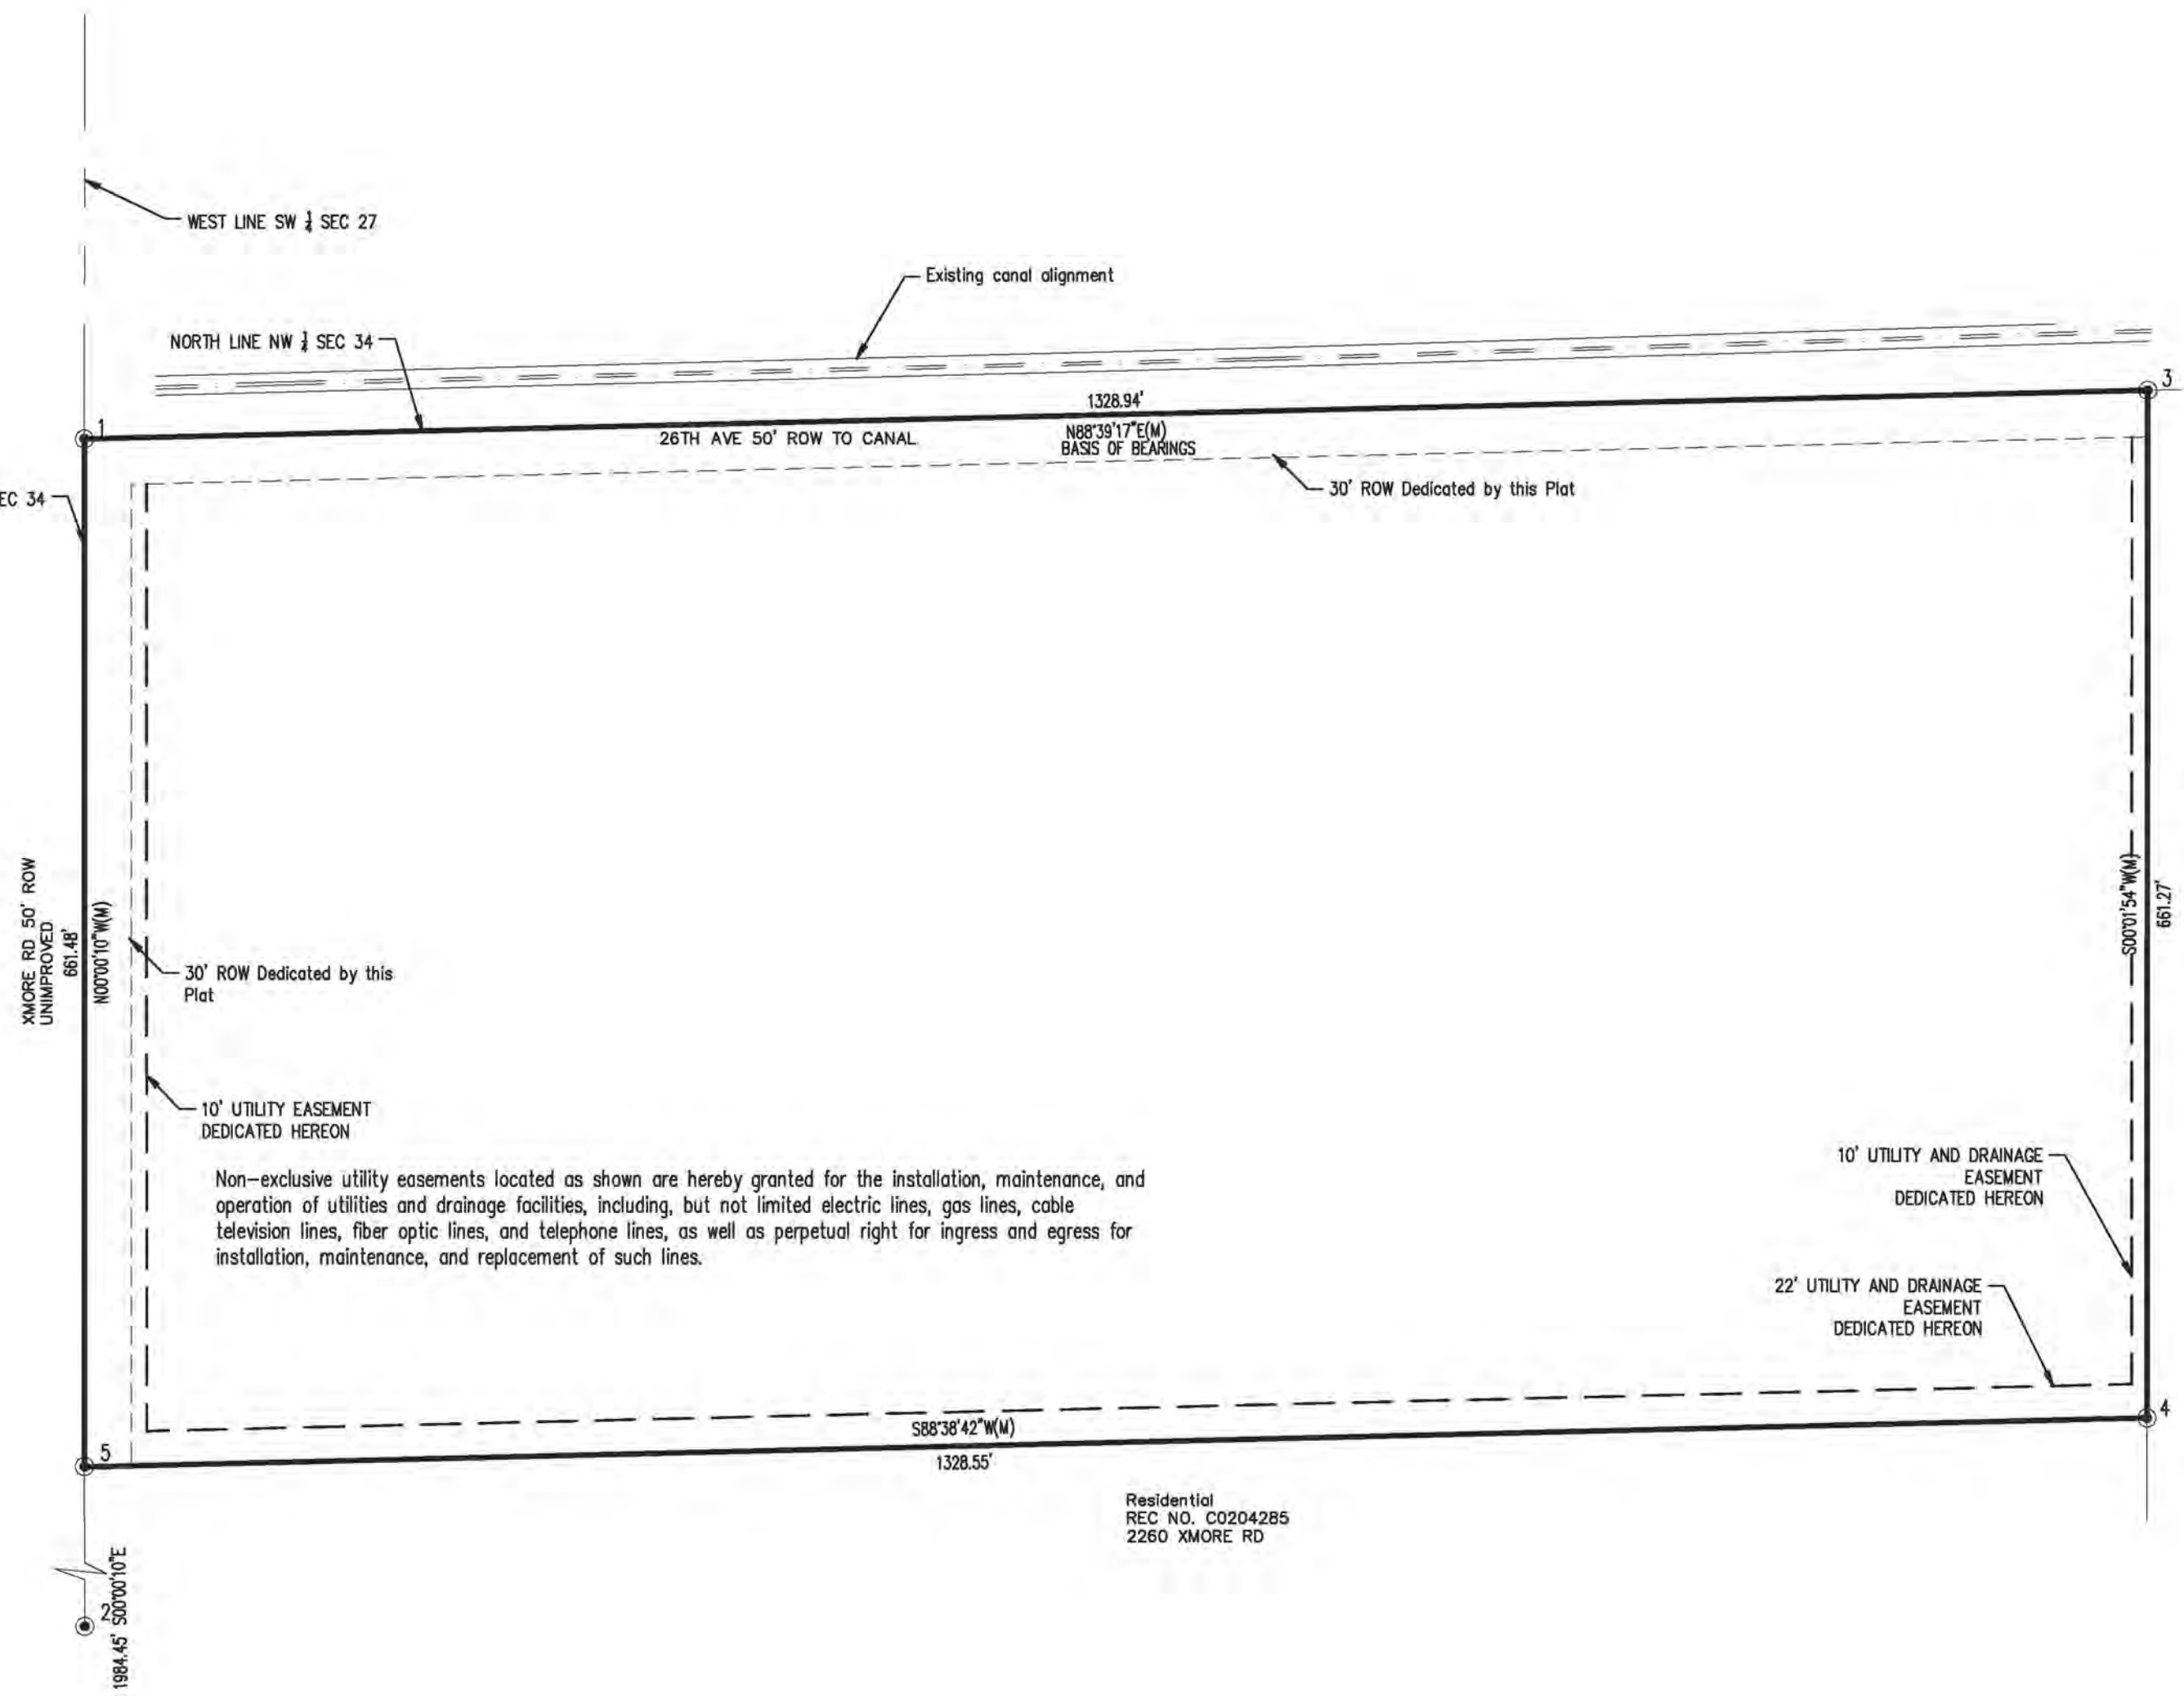 WEST LINE SW ¼ SEC 27
Existing canal alignment
NORTH LINE NW ¼ SEC 34
3
1328.94'
1
26TH AVE 50' ROW TO CANAL
N88°39'17"E(M)
BASIS OF BEARINGS
30' ROW Dedicated by this Plat
EC 34
XMORE RD 50' ROW
UNIMPROVED
661.48'
N00°00'10"W(M)
S00°01'54"W(M)
661.27'
30' ROW Dedicated by this
Plat
10' UTILITY EASEMENT
DEDICATED HEREON
Non-exclusive utility easements located as shown are hereby granted for the installation, maintenance, and
operation of utilities and drainage facilities, including, but not limited electric lines, gas lines, cable
television lines, fiber optic lines, and telephone lines, as well as perpetual right for ingress and egress for
installation, maintenance, and replacement of such lines.
10' UTILITY AND DRAINAGE
EASEMENT
DEDICATED HEREON
22' UTILITY AND DRAINAGE
EASEMENT
DEDICATED HEREON
4
S88°38'42"W(M)
5
1328.55'
Residential
REC NO. C0204285
2260 XMORE RD
2
1984.45' S00°00'10"E